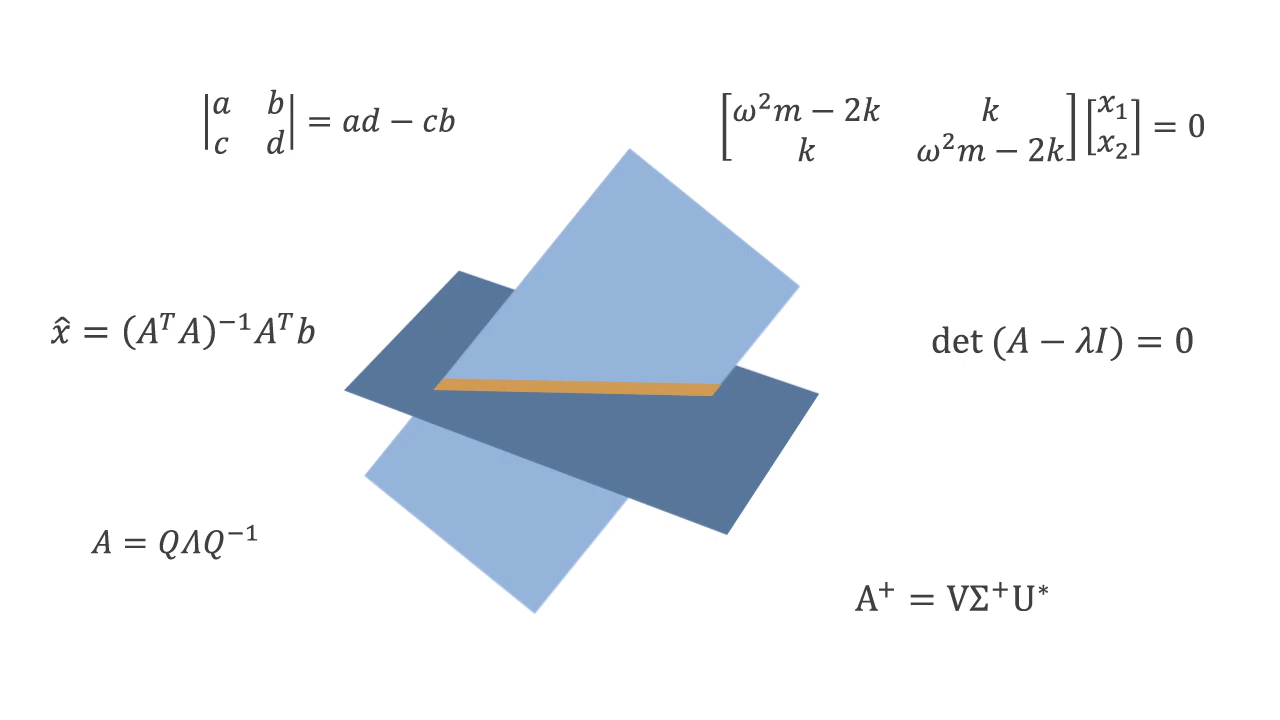 |a b; c d| = ad − cb
[ω²m − 2k k; k ω²m − 2k] [x₁; x₂] = 0
x̂ = (AᵀA)⁻¹Aᵀb
det (A − λI) = 0
A = QΛQ⁻¹
A⁺ = VΣ⁺U*